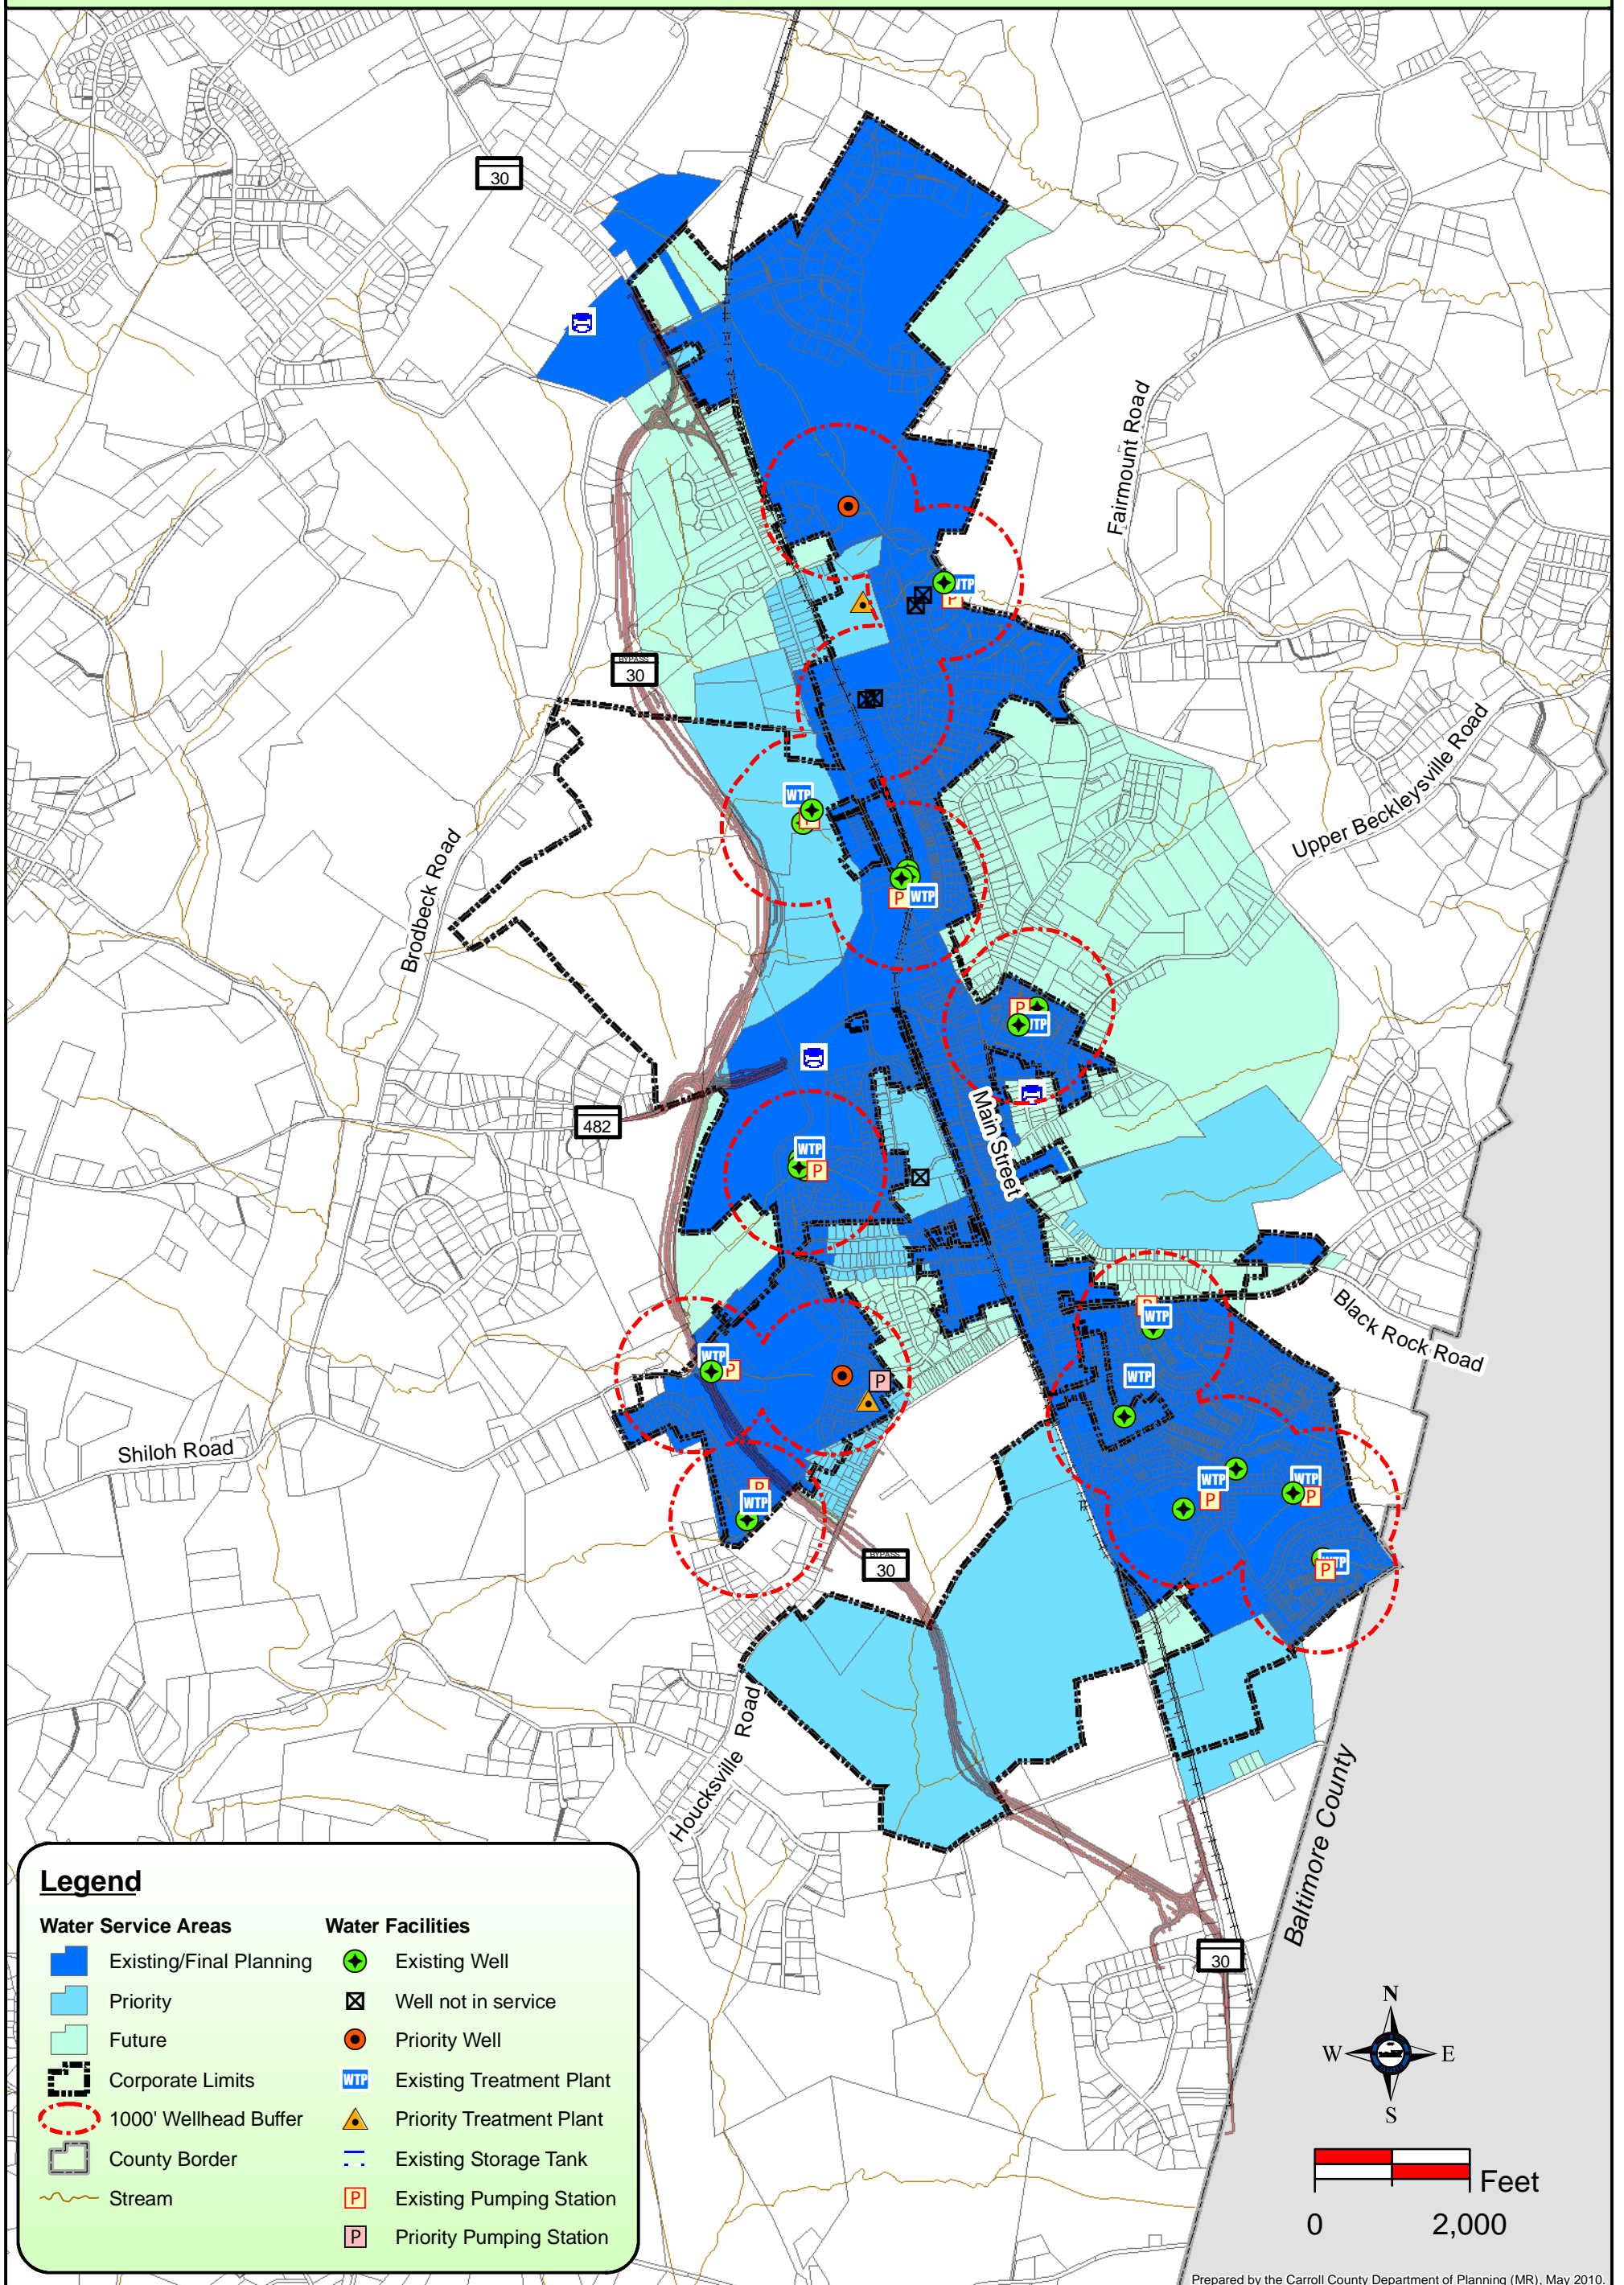 30
Fairmount Road
WTP
P
BYPASS
30
Upper Beckleysville Road
WTP
Brodbeck Road
P
WTP
P
WTP
Main Street
482
WTP
P
P
WTP
Black Rock Road
WTP
P
P
WTP
Shiloh Road
WTP
P
WTP
P
P
WTP
WTP
P
BYPASS
30
Houcksville Road
Baltimore County
30
Legend
Water Service Areas
Existing/Final Planning
Priority
Future
Corporate Limits
1000' Wellhead Buffer
County Border
Stream
Water Facilities
Existing Well
Well not in service
Priority Well
WTP Existing Treatment Plant
Priority Treatment Plant
Existing Storage Tank
P Existing Pumping Station
P Priority Pumping Station
N
W E
S
Feet
0 2,000
Prepared by the Carroll County Department of Planning (MR), May 2010.